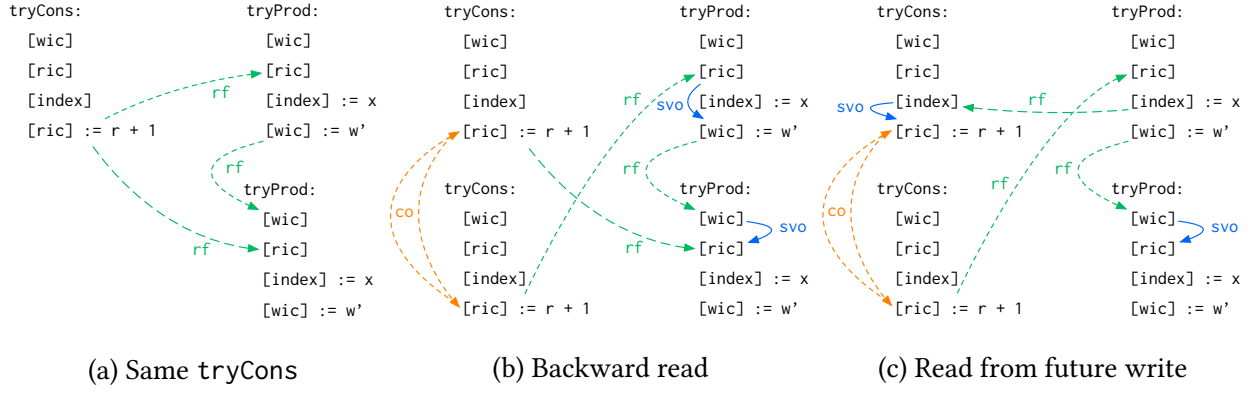 tryCons:
[wic]
[ric]
[index]
[ric] := r + 1
tryProd:
[wic]
[ric]
[index] := x
[wic] := w'
tryProd:
[wic]
[ric]
[index] := x
[wic] := w'
rf
rf
rf
(a) Same tryCons
tryCons:
[wic]
[ric]
[index]
[ric] := r + 1
tryCons:
[wic]
[ric]
[index]
[ric] := r + 1
tryProd:
[wic]
[ric]
[index] := x
[wic] := w'
tryProd:
[wic]
[ric]
[index] := x
[wic] := w'
co
rf
svo
rf
svo
rf
(b) Backward read
tryCons:
[wic]
[ric]
[index]
[ric] := r + 1
tryCons:
[wic]
[ric]
[index]
[ric] := r + 1
tryProd:
[wic]
[ric]
[index] := x
[wic] := w'
tryProd:
[wic]
[ric]
[index] := x
[wic] := w'
svo
rf
co
rf
rf
svo
(c) Read from future write